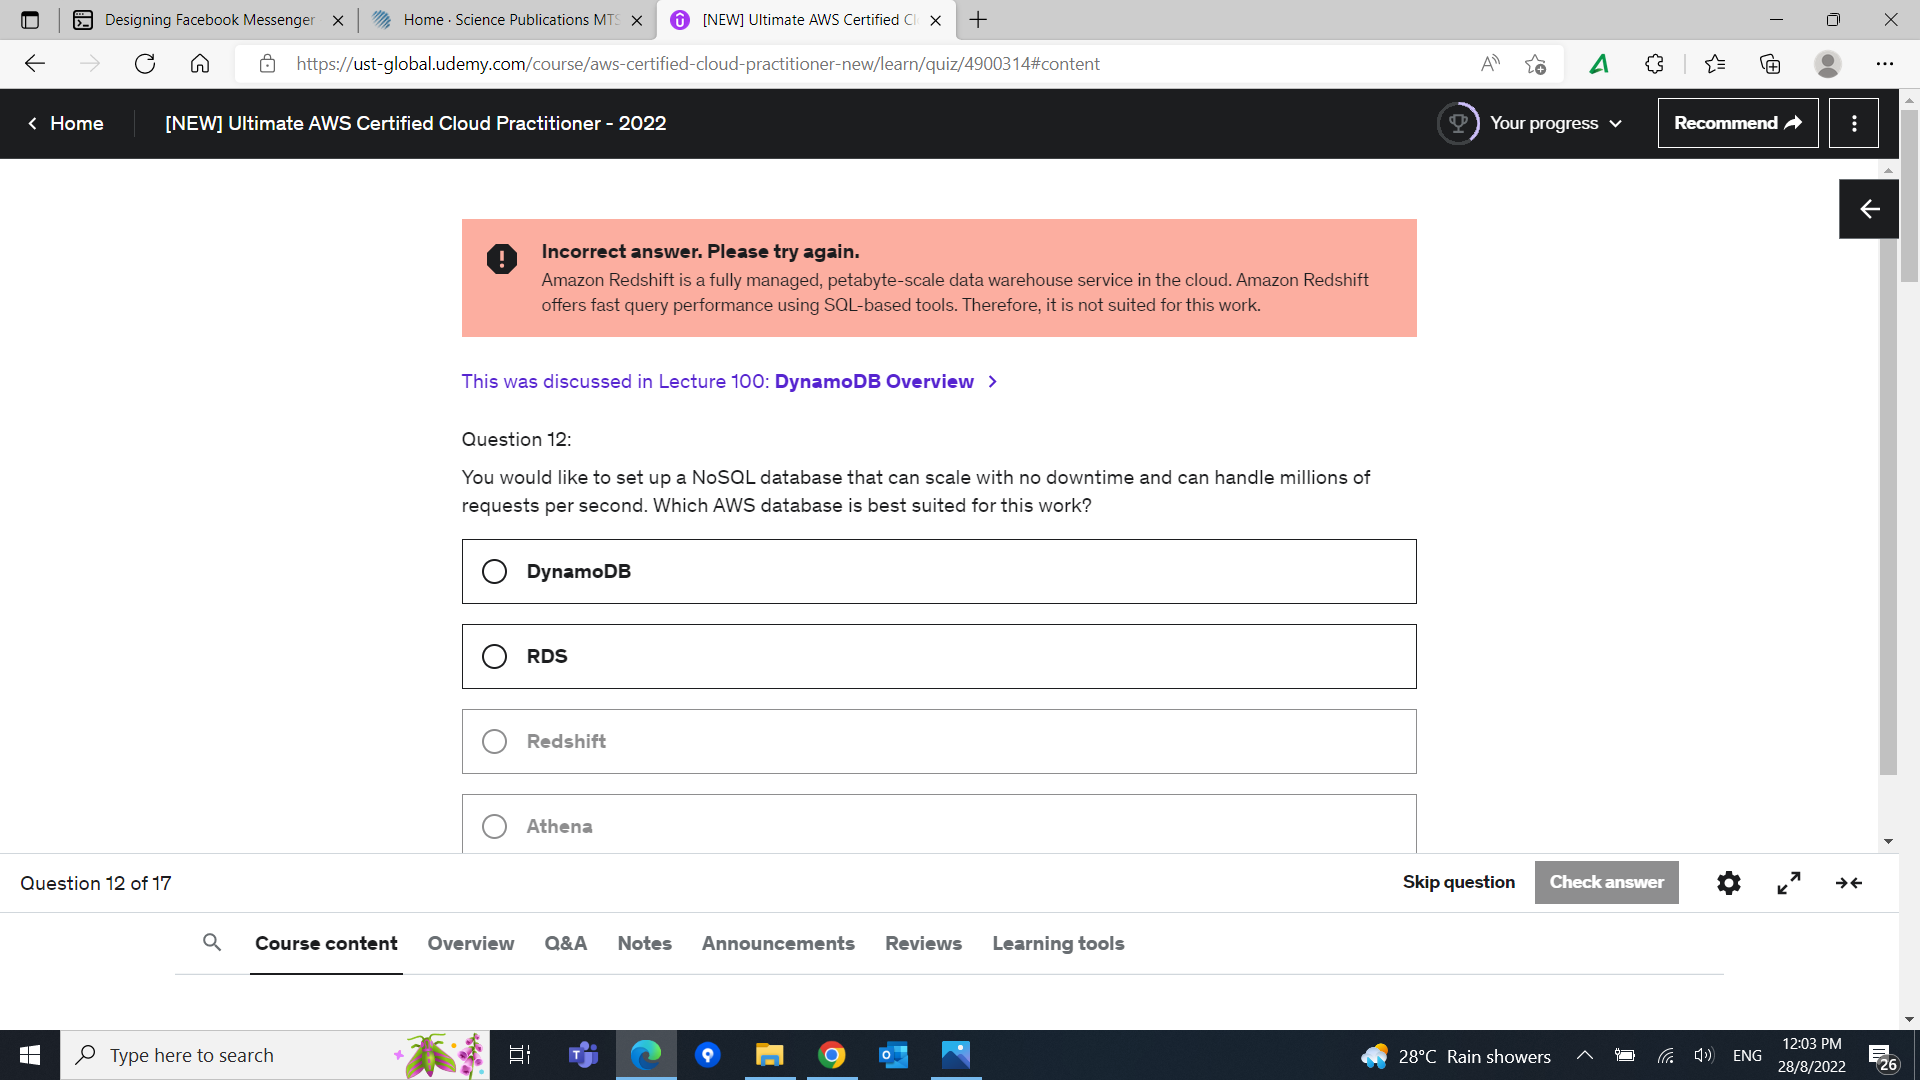 Designing Facebook Messenger
Home · Science Publications MTS
[NEW] Ultimate AWS Certified Cl
https://ust-global.udemy.com/course/aws-certified-cloud-practitioner-new/learn/quiz/4900314#content
Home
[NEW] Ultimate AWS Certified Cloud Practitioner - 2022
Your progress
Recommend
Incorrect answer. Please try again.
Amazon Redshift is a fully managed, petabyte-scale data warehouse service in the cloud. Amazon Redshift
offers fast query performance using SQL-based tools. Therefore, it is not suited for this work.
This was discussed in Lecture 100: DynamoDB Overview
Question 12:
You would like to set up a NoSQL database that can scale with no downtime and can handle millions of
requests per second. Which AWS database is best suited for this work?
DynamoDB
RDS
Redshift
Athena
Question 12 of 17
Skip question
Check answer
Course content
Overview
Q&A
Notes
Announcements
Reviews
Learning tools
Type here to search
28°C Rain showers
ENG
12:03 PM
28/8/2022
26